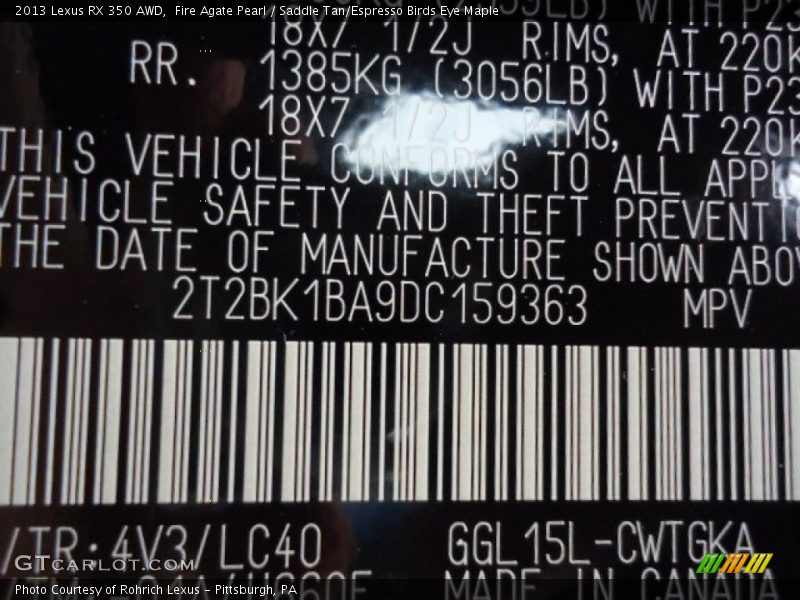 2013 Lexus RX 350 AWD,  Fire Agate Pearl / Saddle Tan/Espresso Birds Eye Maple
18X7 1/2J RIMS, AT 220K
RR. 1385KG (3056LB) WITH P23
18X7 1/2J RIMS, AT 220K
THIS VEHICLE CONFORMS TO ALL APPL
VEHICLE SAFETY AND THEFT PREVENTIO
THE DATE OF MANUFACTURE SHOWN ABOV
2T2BK1BA9DC159363 MPV
/TR: 4V3/LC40 GGL15L-CWTGKA
MADE IN CANADA
GTCARLOT.COM
Photo Courtesy of Rohrich Lexus - Pittsburgh, PA